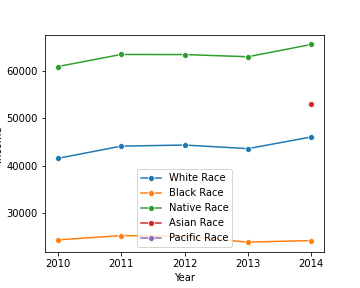 60000
50000
40000
30000
White Race
Black Race
Native Race
Asian Race
Pacific Race
2010 2011 2012 2013 2014
Year